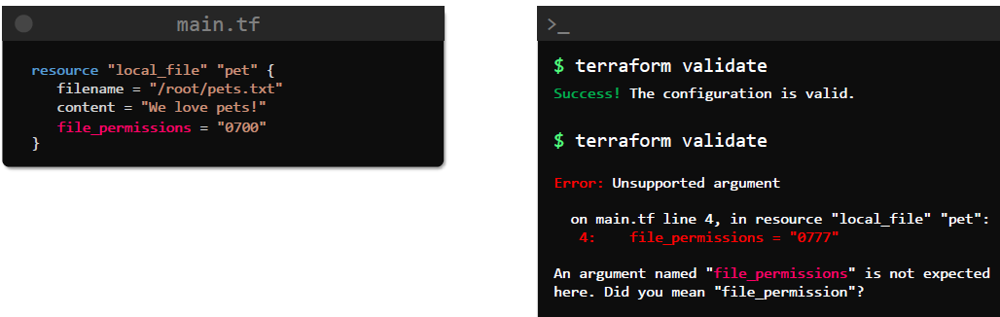 main.tf
resource "local_file" "pet" {
filename = "/root/pets.txt"
content = "We love pets!"
file_permissions = "0700"
}
>_
$ terraform validate
Success! The configuration is valid.
$ terraform validate
Error: Unsupported argument
on main.tf line 4, in resource "local_file" "pet":
4: file_permissions = "0777"
An argument named "file_permissions" is not expected
here. Did you mean "file_permission"?